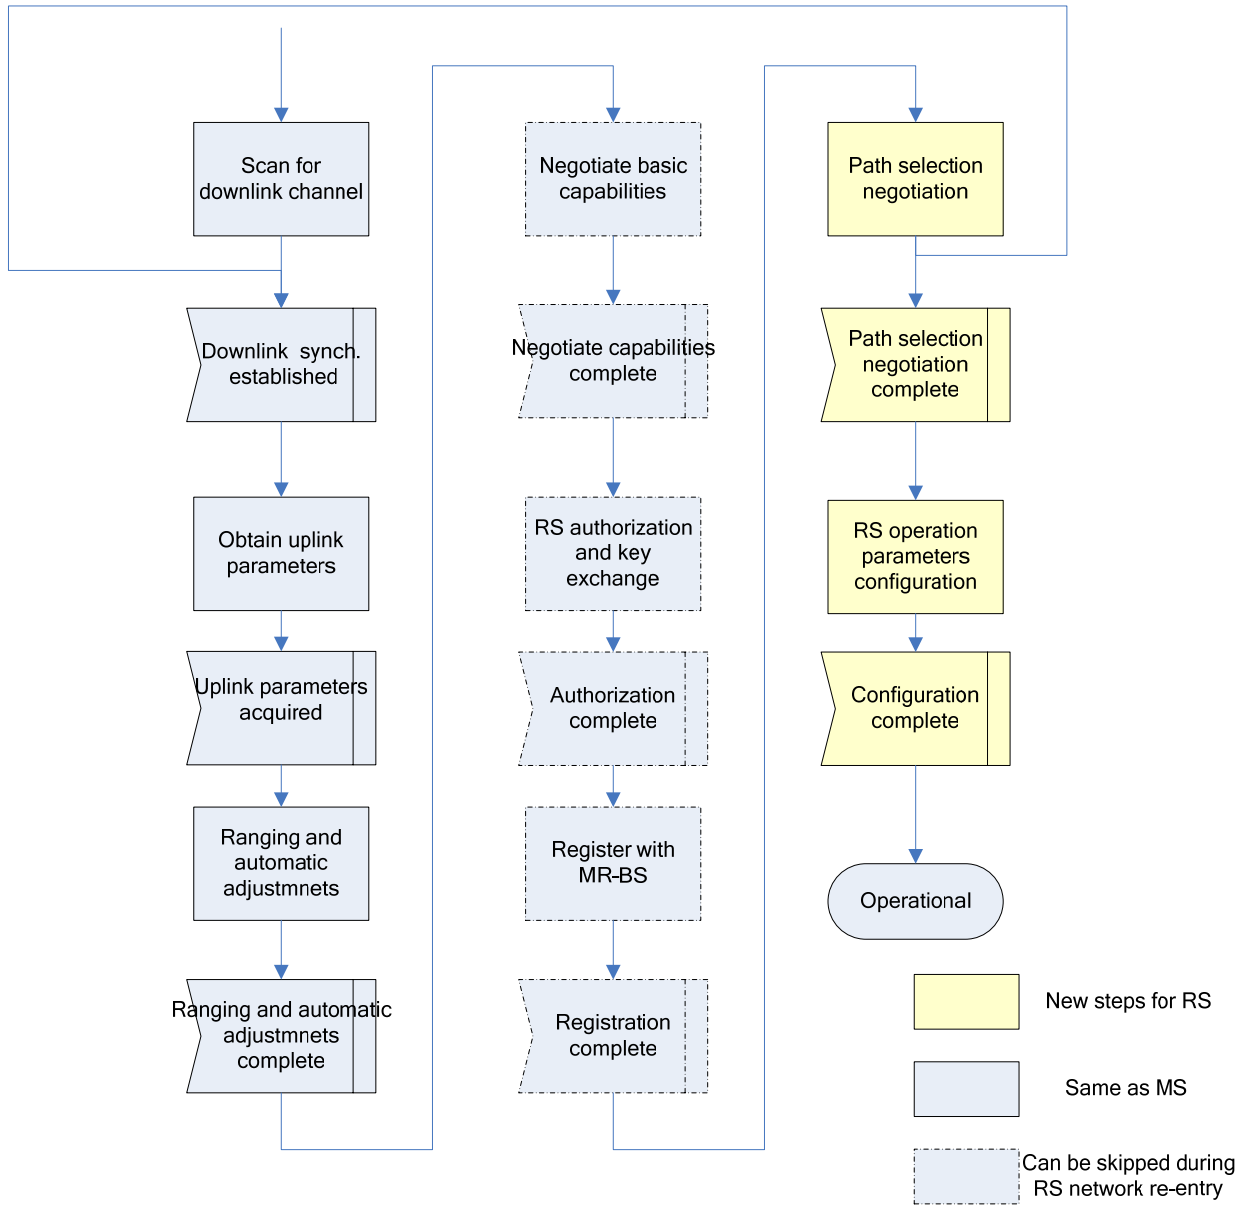 Scan for
downlink channel
Downlink synch.
established
Obtain uplink
parameters
Uplink parameters
acquired
Ranging and
automatic
adjustmnets
Ranging and automatic
adjustmnets
complete
Negotiate basic
capabilities
Negotiate capabilities
complete
RS authorization
and key
exchange
Authorization
complete
Register with
MR-BS
Registration
complete
Path selection
negotiation
Path selection
negotiation
complete
RS operation
parameters
configuration
Configuration
complete
Operational
New steps for RS
Same as MS
Can be skipped during
RS network re-entry